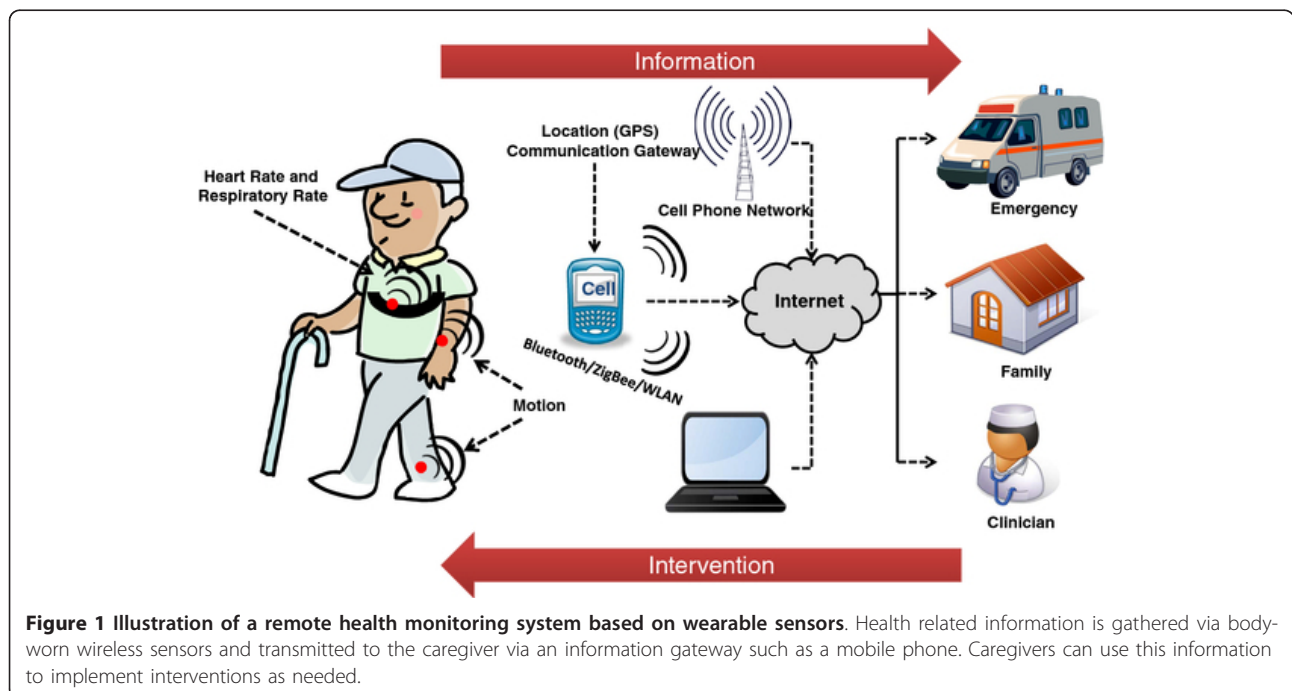 Information
Location (GPS)
Communication Gateway
Heart Rate and
Respiratory Rate
Cell Phone Network
Emergency
Cell
Internet
Bluetooth/ZigBee/WLAN
Family
Motion
Clinician
Intervention
Figure 1 Illustration of a remote health monitoring system based on wearable sensors. Health related information is gathered via body-
worn wireless sensors and transmitted to the caregiver via an information gateway such as a mobile phone. Caregivers can use this information
to implement interventions as needed.